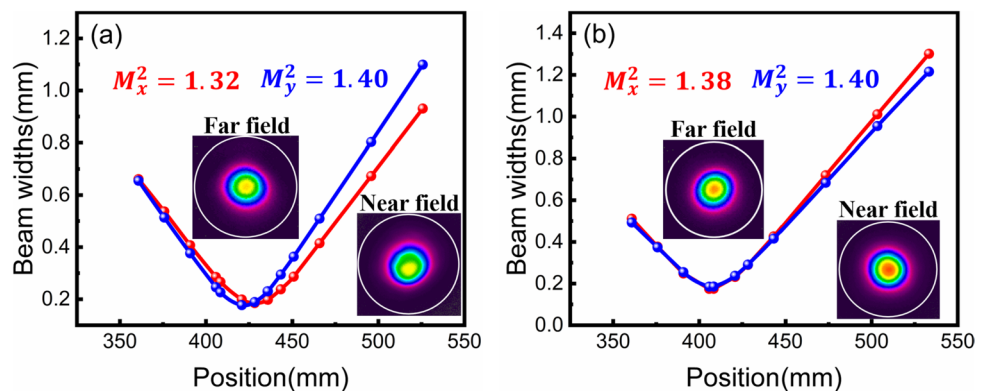 (a)
M_x^2 = 1.32 M_y^2 = 1.40
Far field
Near field
Beam widths(mm)
1.2
1.0
0.8
0.6
0.4
0.2
350 400 450 500 550
Position(mm)
(b)
M_x^2 = 1.38 M_y^2 = 1.40
Far field
Near field
Beam widths(mm)
1.4
1.2
1.0
0.8
0.6
0.4
0.2
0.0
350 400 450 500 550
Position(mm)